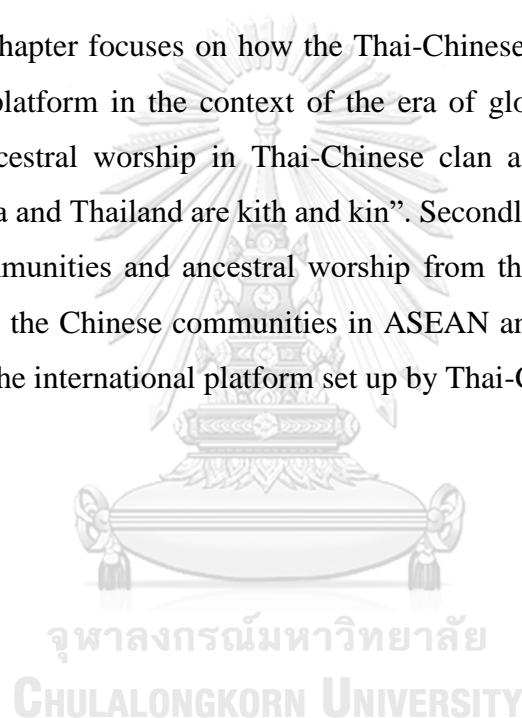 hapter focuses on how the Thai-Chinese
platform in the context of the era of glo
cestral worship in Thai-Chinese clan a
a and Thailand are kith and kin”. Secondl
mmunities and ancestral worship from th
the Chinese communities in ASEAN an
he international platform set up by Thai-C
จุฬาลงกรณ์มหาวิทยาลัย
CHULALONGKORN UNIVERSITY